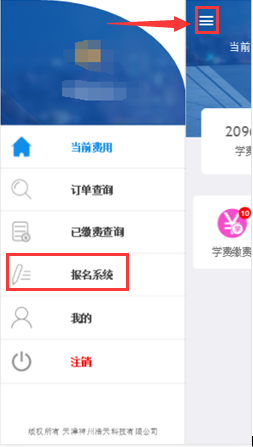 当前
2096
学费
当前费用
订单查询
已缴费查询
10
学费缴费
报名系统
我的
注销
版权所有 天津神州浩天科技有限公司